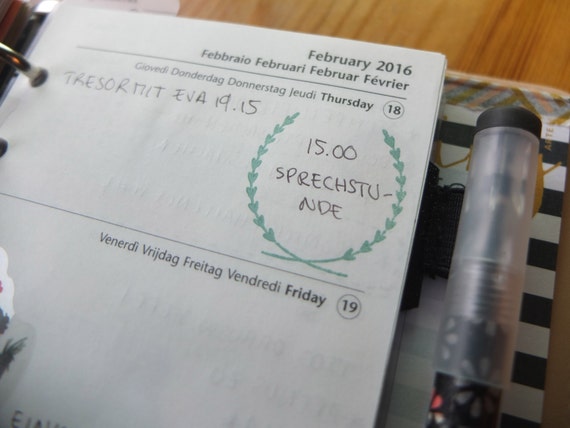 February 2016
Febbraio Februari Februar Février
Giovedì Donderdag Donnerstag Jeudi Thursday 18
TRESOR MIT EVA 19.15
15.00
SPRECHSTU-
NDE
Venerdì Vrijdag Freitag Vendredi Friday 19